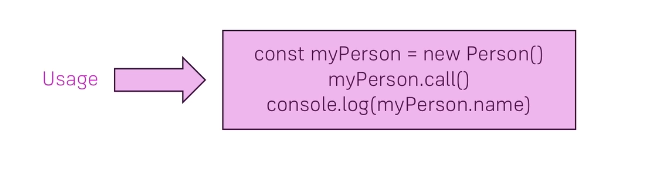 Usage
const myPerson = new Person()
myPerson.call()
console.log(myPerson.name)